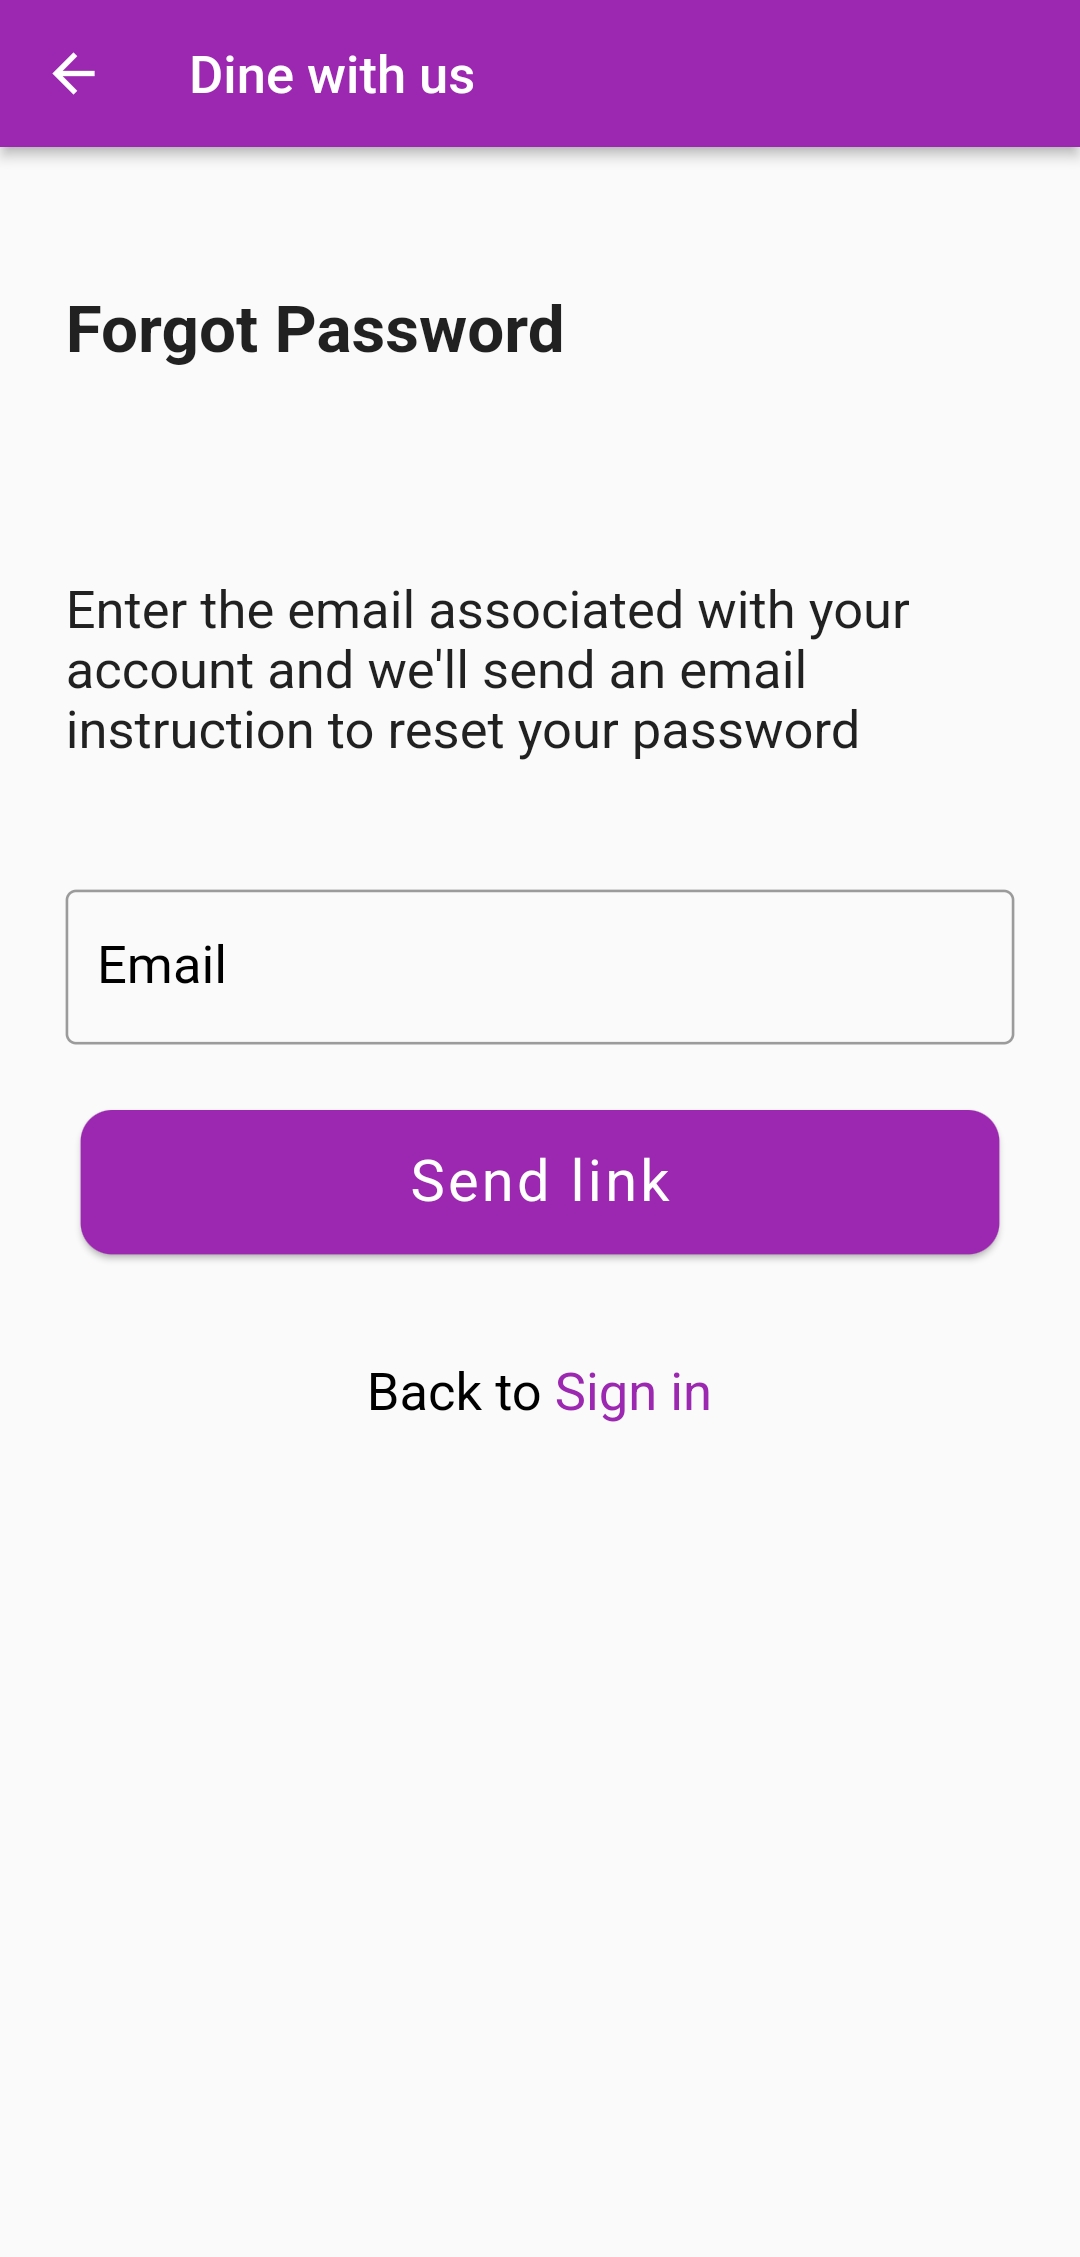 Dine with us
Forgot Password
Enter the email associated with your
account and we'll send an email
instruction to reset your password
Email
Send link
Back to Sign in